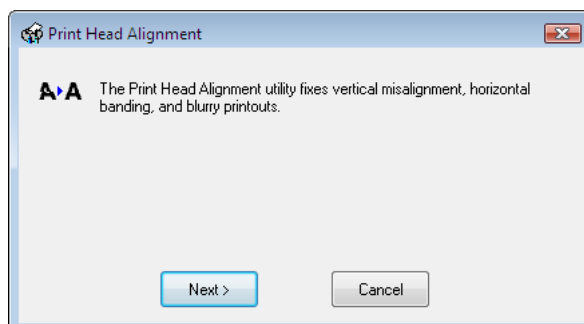 Print Head Alignment
A A The Print Head Alignment utility fixes vertical misalignment, horizontal
banding, and blurry printouts.
Next > Cancel